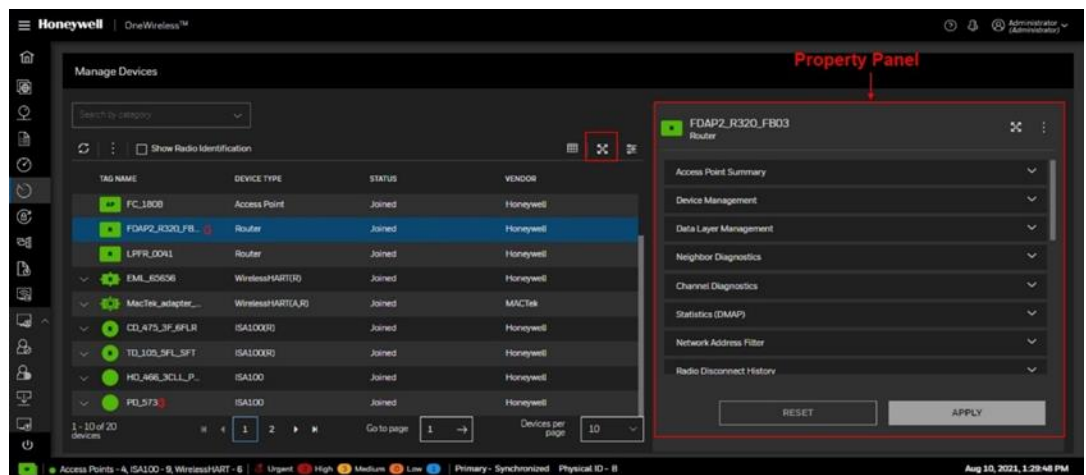 Honeywell | OneWireless™
Administrator
(Administrator)
Property Panel
Manage Devices
Search by category
Show Radio Identification
TAG NAME DEVICE TYPE STATUS VENDOR
AP FC_1808 Access Point Joined Honeywell
FDAP2_R320_FB... Router Joined Honeywell
LPFR_0041 Router Joined Honeywell
EML_65656 WirelessHART(R) Joined Honeywell
MacTek_adapter_... WirelessHART(A,R) Joined MACTek
CD_475_3F_6FLR ISA100(R) Joined Honeywell
TD_105_5FL_SFT ISA100(R) Joined Honeywell
HD_466_3CLL_P... ISA100 Joined Honeywell
PD_573 ISA100 Joined Honeywell
1 - 10 of 20
devices
1 2
Go to page 1
Devices per
page 10
FDAP2_R320_FB03
Router
Access Point Summary
Device Management
Data Layer Management
Neighbor Diagnostics
Channel Diagnostics
Statistics (DMAP)
Network Address Filter
Radio Disconnect History
RESET APPLY
Access Points - 4, ISA100 - 9, WirelessHART - 6 | Urgent High Medium Low | Primary - Synchronized Physical ID - B Aug 10, 2021, 1:29:48 PM